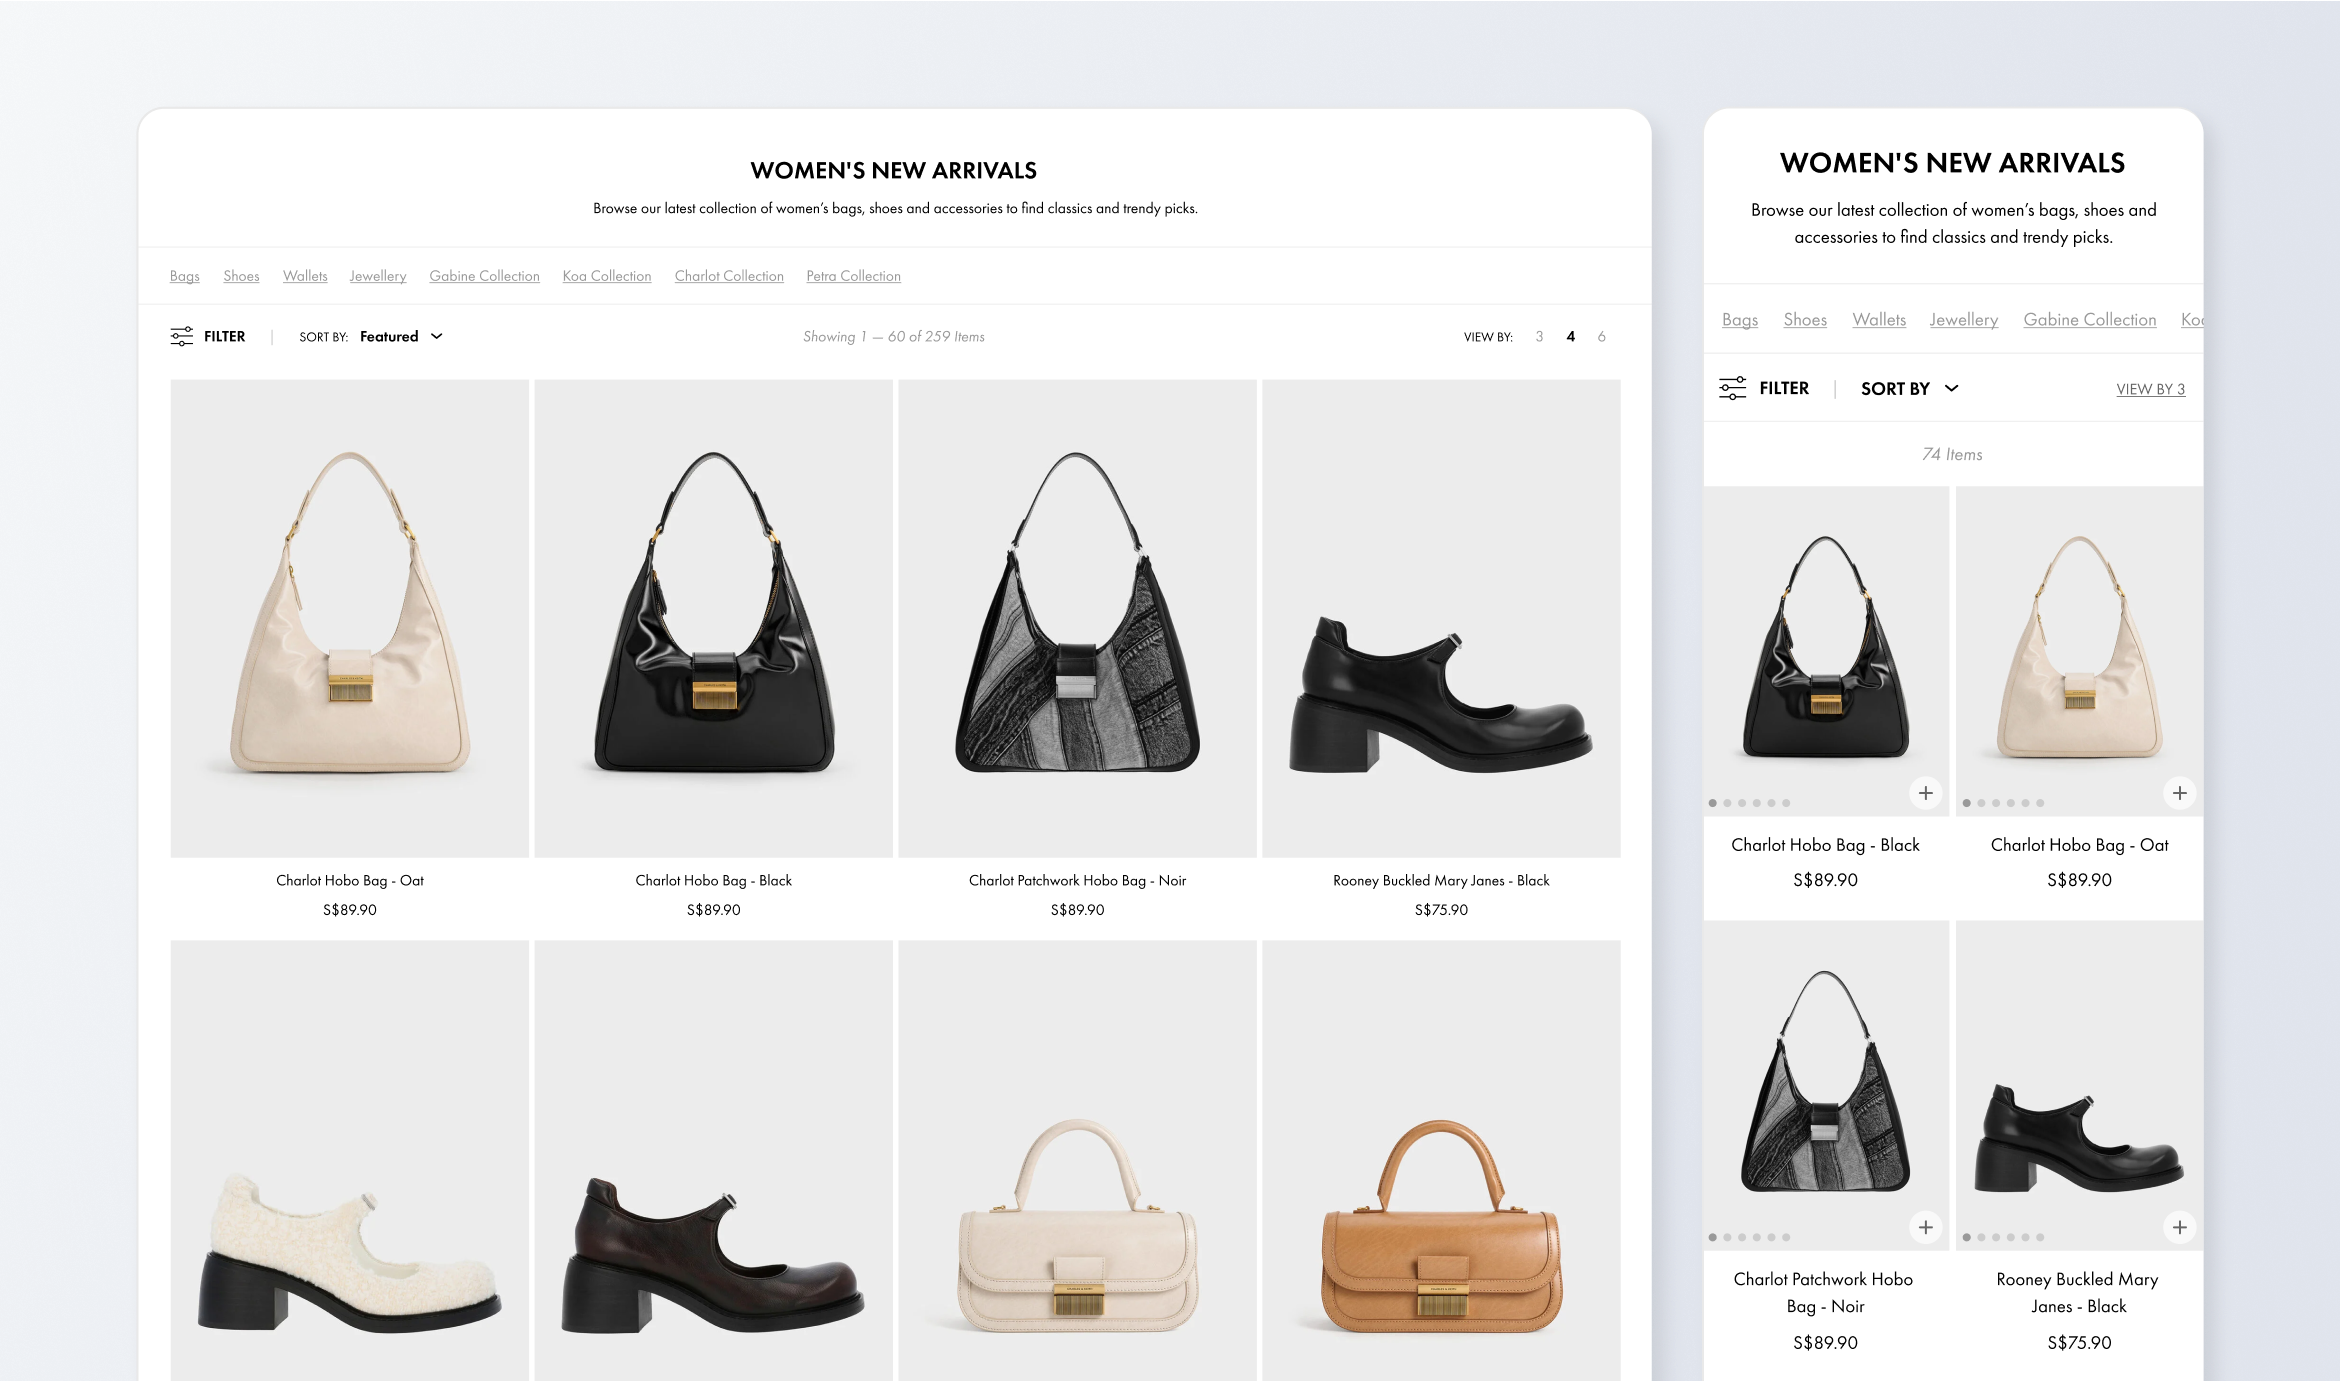 WOMEN'S NEW ARRIVALS
Browse our latest collection of women’s bags, shoes and accessories to find classics and trendy picks.
Bags Shoes Wallets Jewellery Gabine Collection Koa Collection Charlot Collection Petra Collection
FILTER | SORT BY: Featured Showing 1 — 60 of 259 Items VIEW BY: 3 4 6
Charlot Hobo Bag - Oat
S$89.90
Charlot Hobo Bag - Black
S$89.90
Charlot Patchwork Hobo Bag - Noir
S$89.90
Rooney Buckled Mary Janes - Black
S$75.90
WOMEN'S NEW ARRIVALS
Browse our latest collection of women’s bags, shoes and
accessories to find classics and trendy picks.
Bags Shoes Wallets Jewellery Gabine Collection
FILTER | SORT BY VIEW BY 3
74 Items
Charlot Hobo Bag - Black
S$89.90
Charlot Hobo Bag - Oat
S$89.90
Charlot Patchwork Hobo
Bag - Noir
S$89.90
Rooney Buckled Mary
Janes - Black
S$75.90